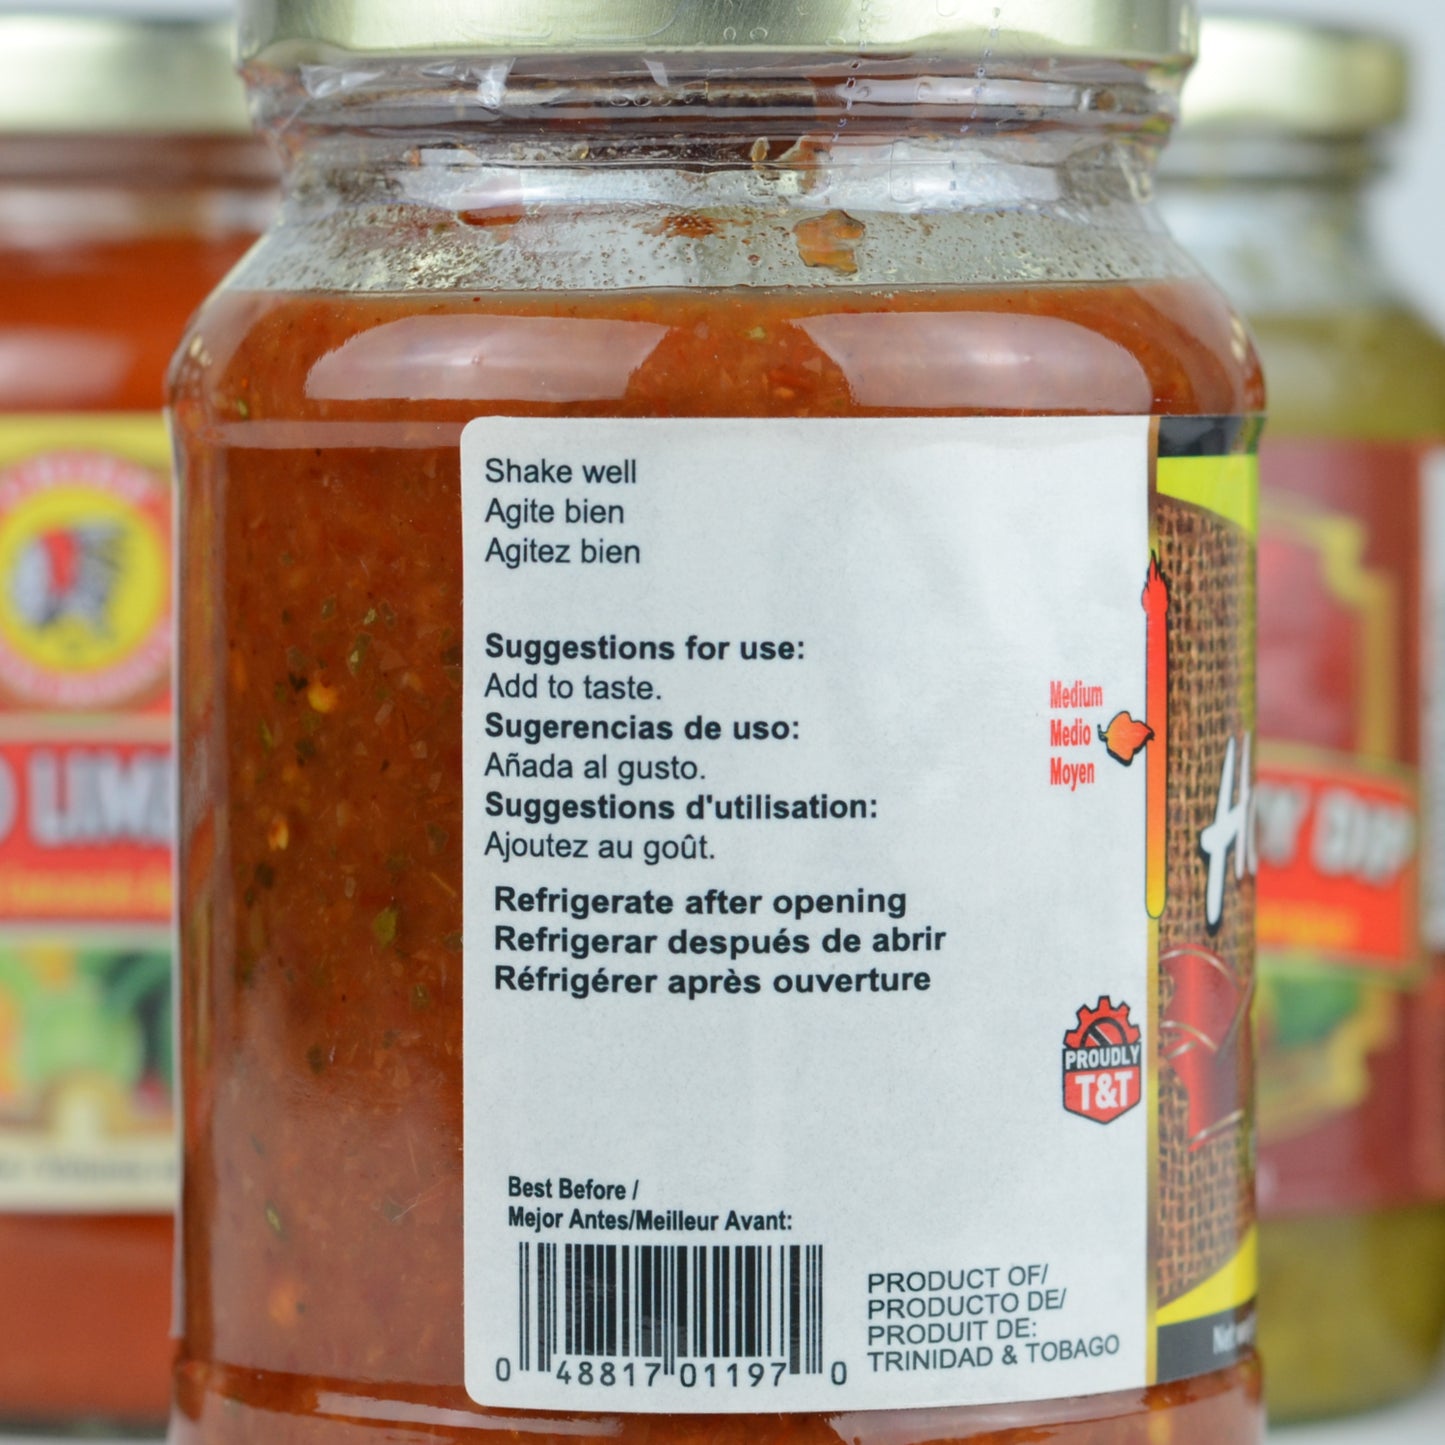 Shake well
Agite bien
Agitez bien
Suggestions for use:
Add to taste.
Sugerencias de uso:
Añada al gusto.
Suggestions d'utilisation:
Ajoutez au goût.
Refrigerate after opening
Refrigerar después de abrir
Réfrigérer après ouverture
Medium
Medio
Moyen
PROUDLY
T&T
Best Before /
Mejor Antes/Meilleur Avant:
0 48817 01197 0
PRODUCT OF/
PRODUCTO DE/
PRODUIT DE:
TRINIDAD & TOBAGO